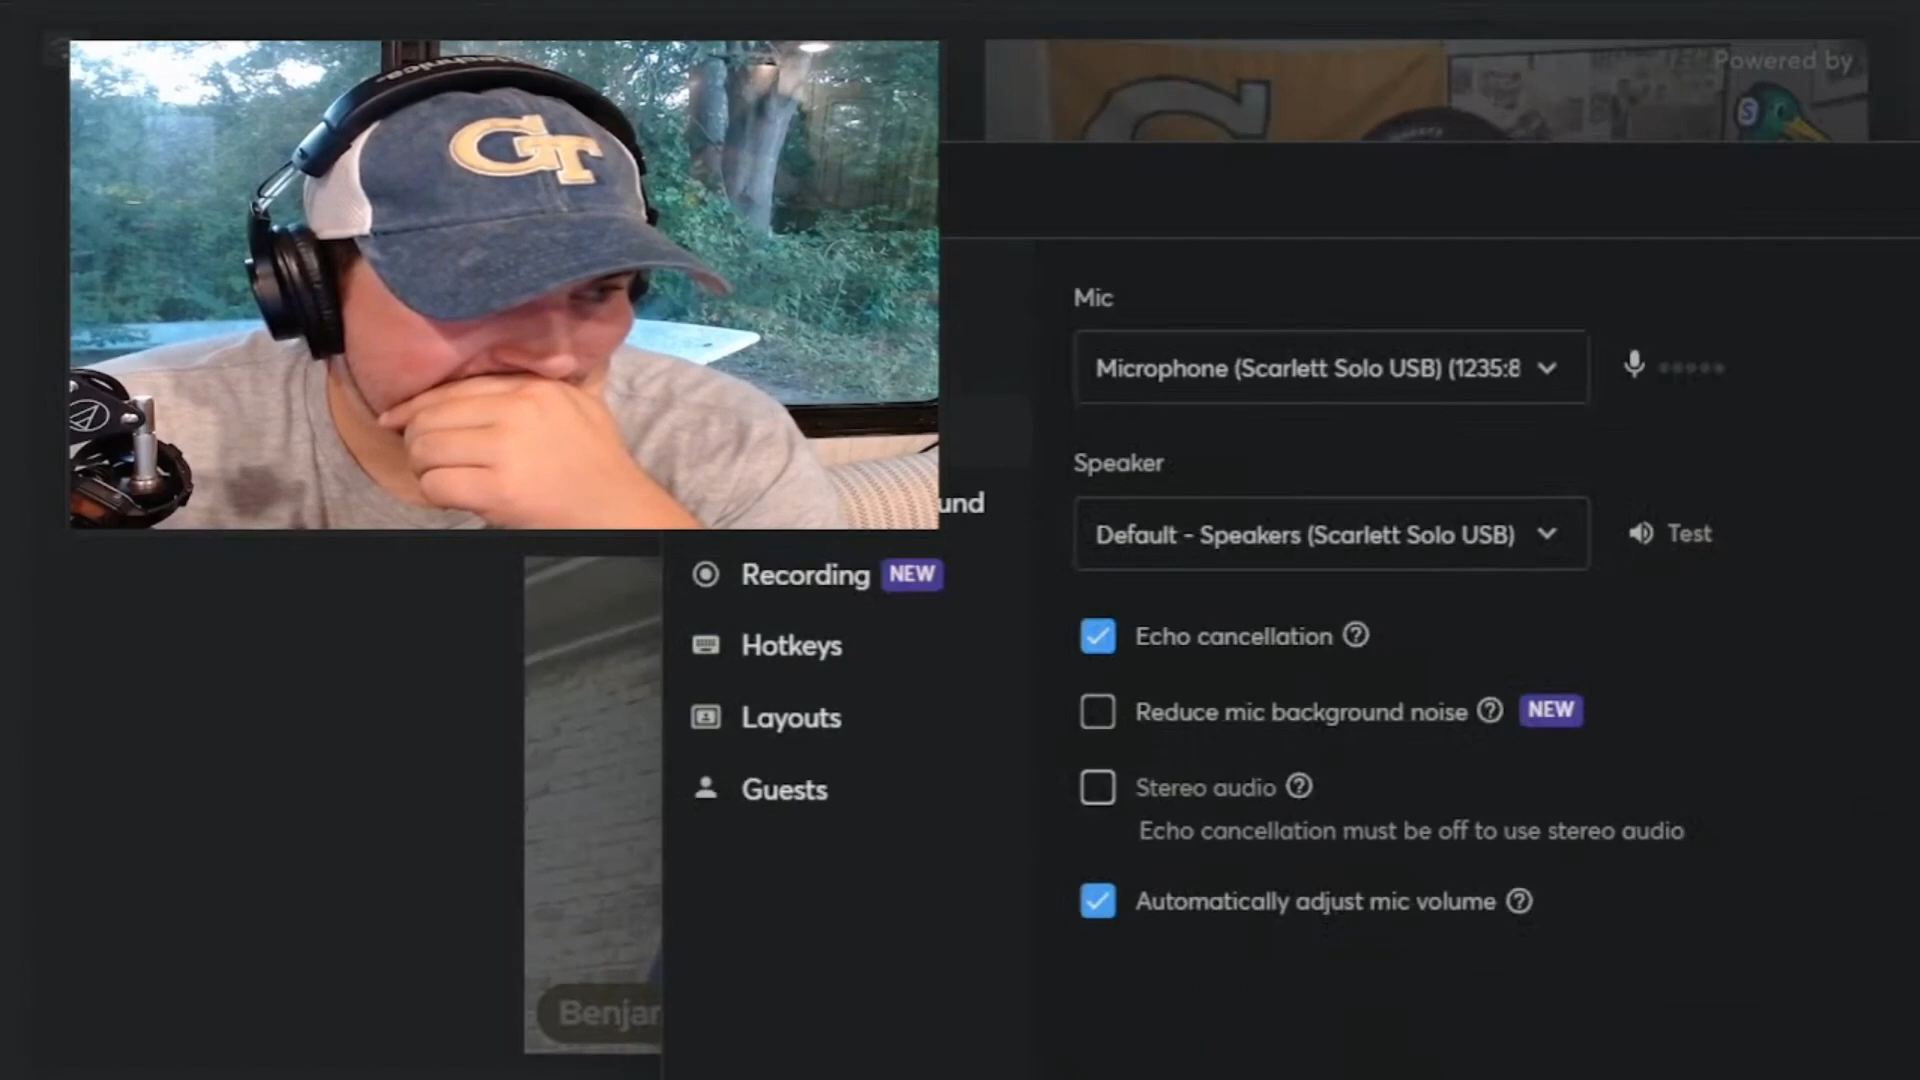 Powered by
GT
Mic
Microphone (Scarlett Solo USB) (1235:8
Speaker
und
Default - Speakers (Scarlett Solo USB)
Test
Recording NEW
Hotkeys
Layouts
Guests
Echo cancellation
Reduce mic background noise NEW
Stereo audio
Echo cancellation must be off to use stereo audio
Automatically adjust mic volume
Benjam
S